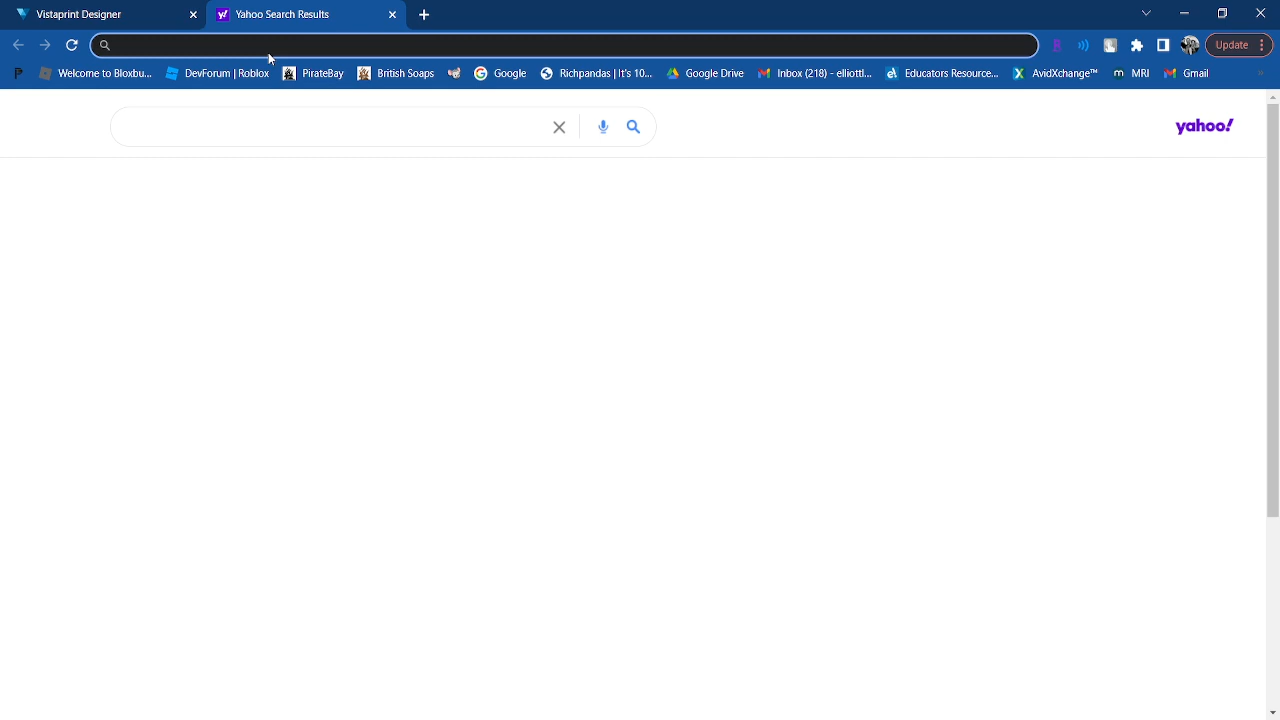 Vistaprint Designer
Yahoo Search Results
Update
Welcome to Bloxbu...
DevForum | Roblox
PirateBay
British Soaps
Google
Richpandas | It's 10...
Google Drive
Inbox (218) - elliottl...
Educators Resource...
AvidXchange™
MRI
Gmail
yahoo!